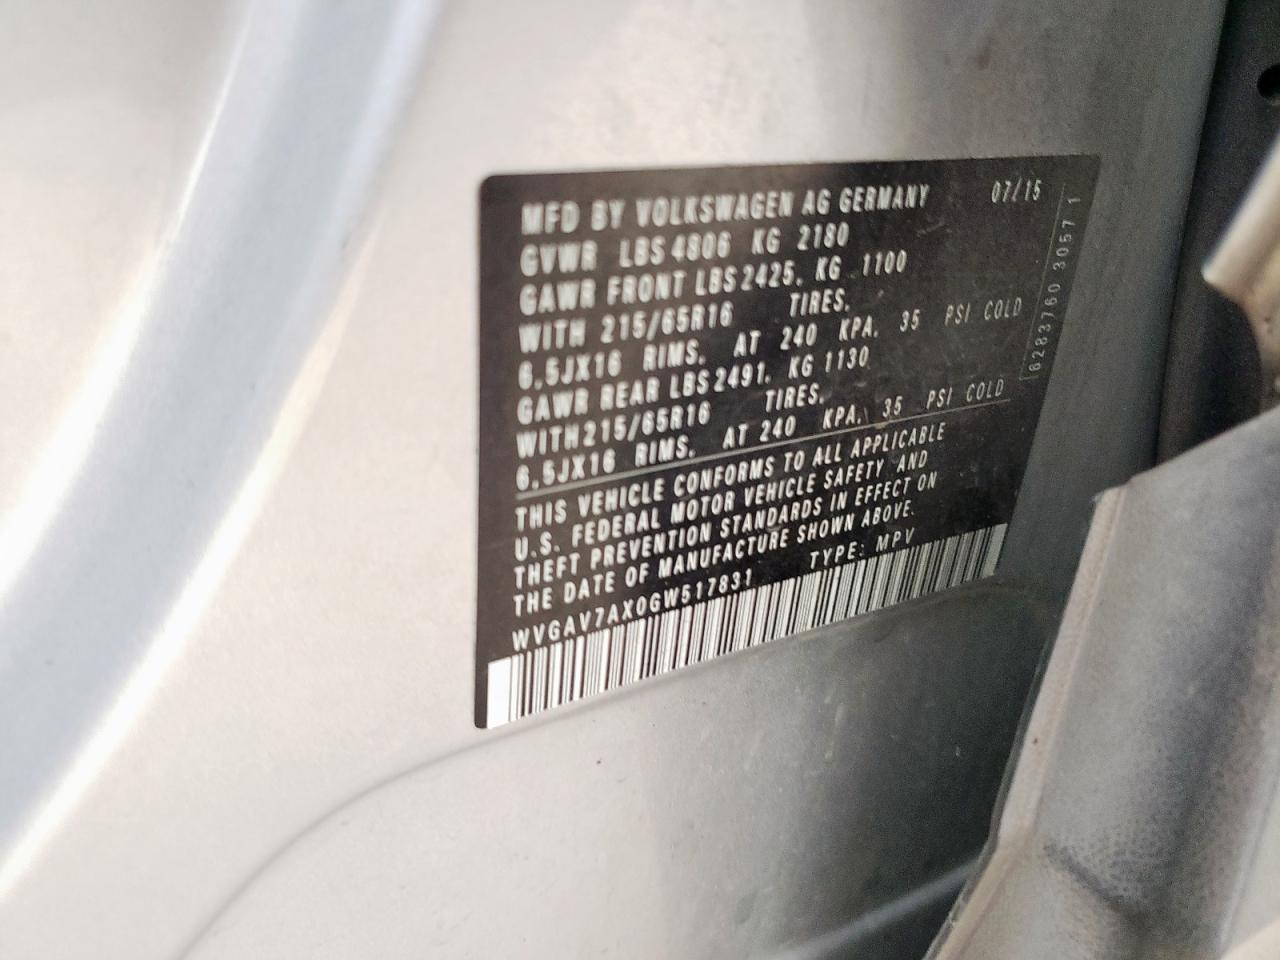 MFD BY VOLKSWAGEN AG GERMANY 07/15
GVWR LBS 4806 KG 2180
GAWR FRONT LBS 2425, KG 1100
WITH 215/65R16 TIRES,
6.5JX16 RIMS, AT 240 KPA, 35 PSI COLD
GAWR REAR LBS 2491, KG 1130
WITH 215/65R16 TIRES,
6.5JX16 RIMS, AT 240 KPA, 35 PSI COLD
THIS VEHICLE CONFORMS TO ALL APPLICABLE
U.S. FEDERAL MOTOR VEHICLE SAFETY AND
THEFT PREVENTION STANDARDS IN EFFECT ON
THE DATE OF MANUFACTURE SHOWN ABOVE.
WVGAV7AX0GW517831 TYPE: MPV
6283760 3057 1